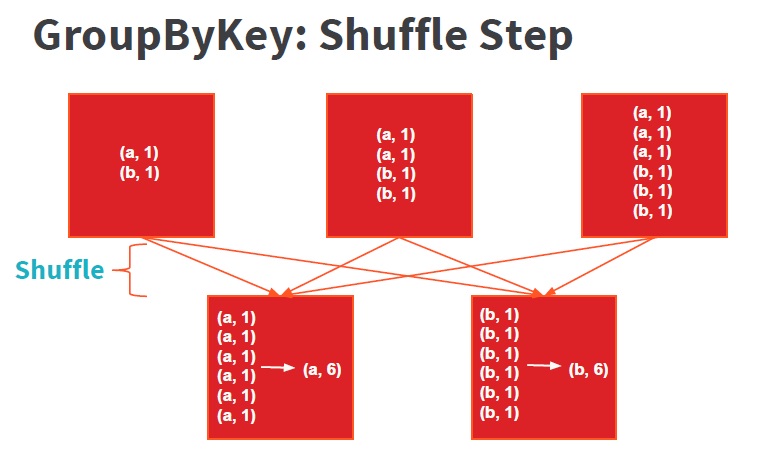 GroupByKey: Shuffle Step
(a, 1)
(b, 1)
(a, 1)
(a, 1)
(b, 1)
(b, 1)
(a, 1)
(a, 1)
(a, 1)
(b, 1)
(b, 1)
(b, 1)
Shuffle
(a, 1)
(a, 1)
(a, 1)
(a, 1)
(a, 1)
(a, 1)
(a, 6)
(b, 1)
(b, 1)
(b, 1)
(b, 1)
(b, 1)
(b, 1)
(b, 6)